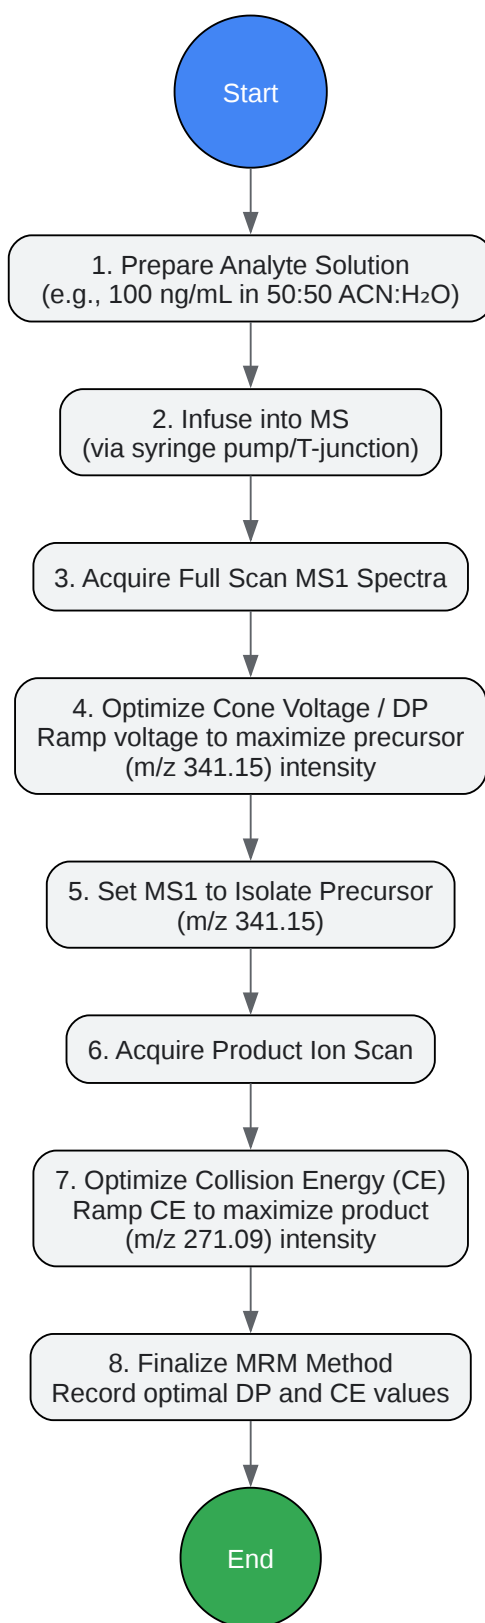 Start
1. Prepare Analyte Solution
(e.g., 100 ng/mL in 50:50 ACN:H₂O)
2. Infuse into MS
(via syringe pump/T-junction)
3. Acquire Full Scan MS1 Spectra
4. Optimize Cone Voltage / DP
Ramp voltage to maximize precursor
(m/z 341.15) intensity
5. Set MS1 to Isolate Precursor
(m/z 341.15)
6. Acquire Product Ion Scan
7. Optimize Collision Energy (CE)
Ramp CE to maximize product
(m/z 271.09) intensity
8. Finalize MRM Method
Record optimal DP and CE values
End